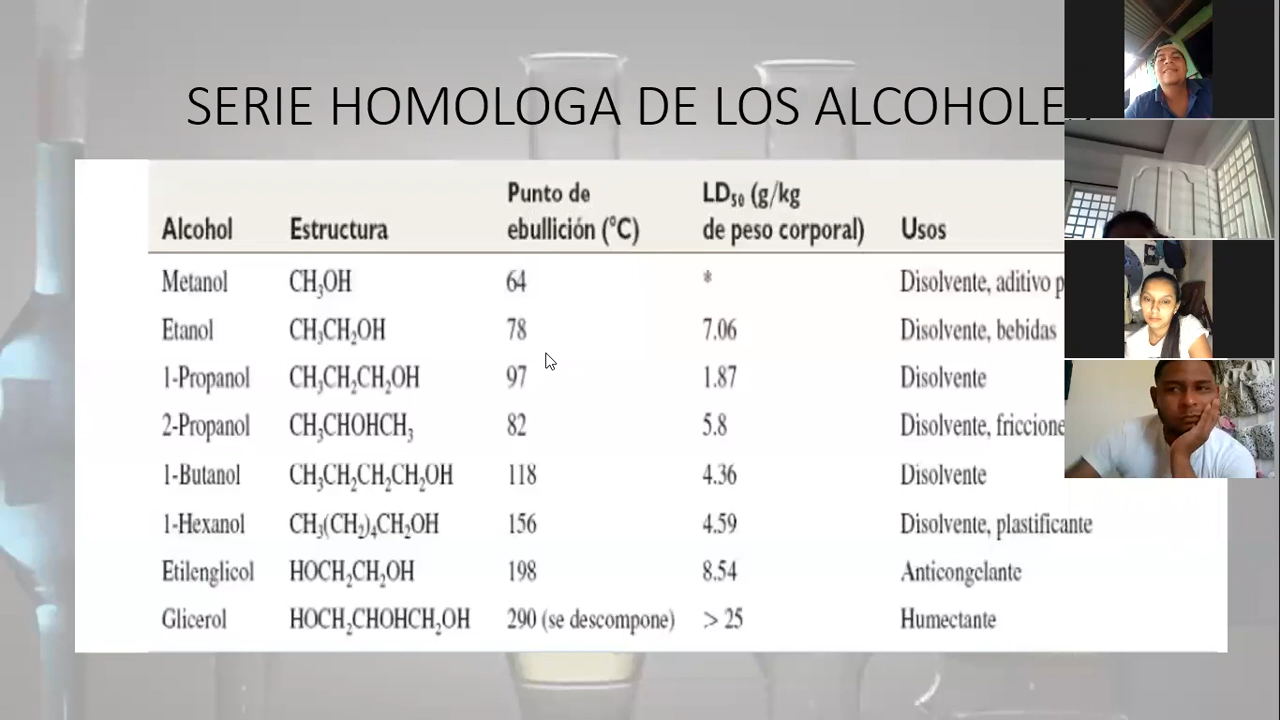 SERIE HOMOLOGA DE LOS ALCOHOLE
Alcohol Estructura Punto de ebullición (°C) LD₅₀ (g/kg de peso corporal) Usos
Metanol CH₃OH 64 * Disolvente, aditivo
Etanol CH₃CH₂OH 78 7.06 Disolvente, bebidas
1-Propanol CH₃CH₂CH₂OH 97 1.87 Disolvente
2-Propanol CH₃CHOHCH₃ 82 5.8 Disolvente, friccione
1-Butanol CH₃CH₂CH₂CH₂OH 118 4.36 Disolvente
1-Hexanol CH₃(CH₂)₄CH₂OH 156 4.59 Disolvente, plastificante
Etilenglicol HOCH₂CH₂OH 198 8.54 Anticongelante
Glicerol HOCH₂CHOHCH₂OH 290 (se descompone) > 25 Humectante